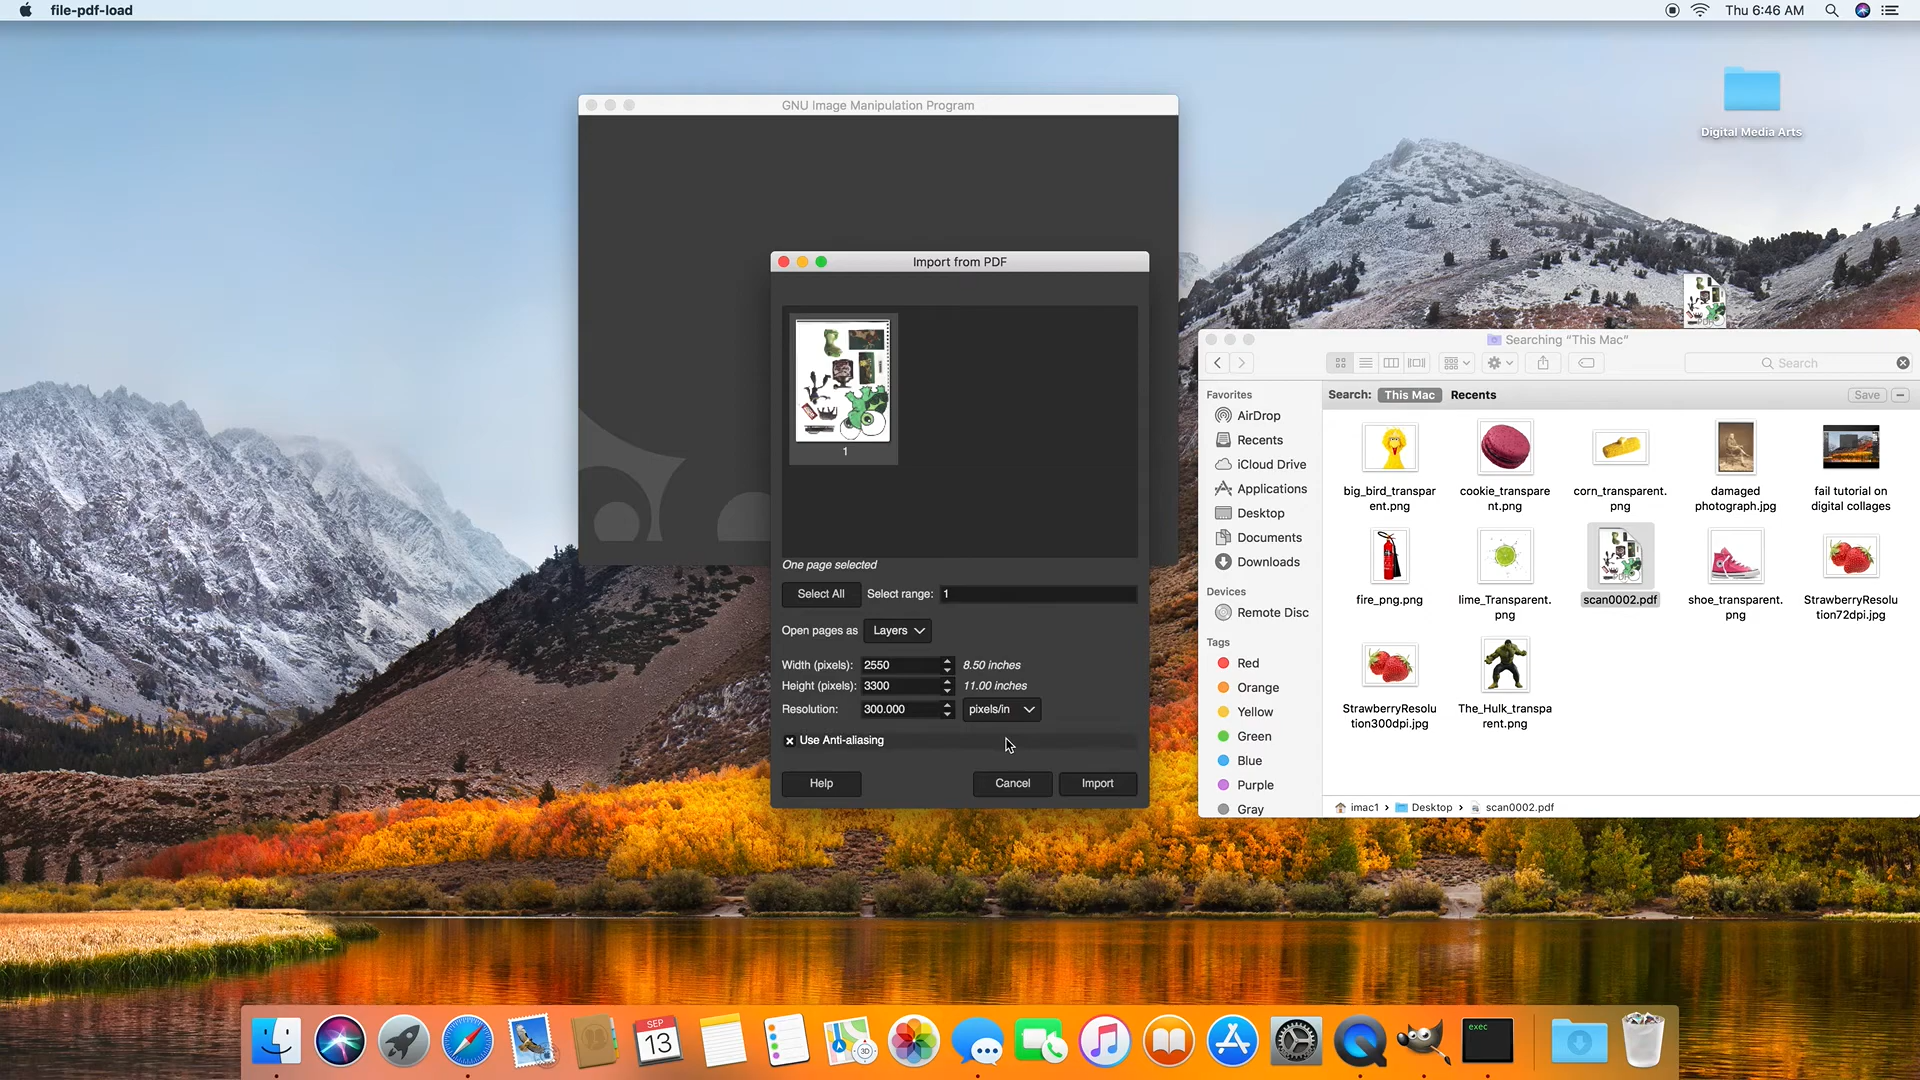 file-pdf-load
Thu 6:46 AM
GNU Image Manipulation Program
Digital Media Arts
Import from PDF
1
One page selected
Select All
Select range: 1
Open pages as Layers
Width (pixels): 2550 8.50 inches
Height (pixels): 3300 11.00 inches
Resolution: 300.000 pixels/in
Use Anti-aliasing
Help
Cancel
Import
PDF
Searching “This Mac”
Search
Search: This Mac Recents
Save
Favorites
AirDrop
Recents
iCloud Drive
Applications
Desktop
Documents
Downloads
Devices
Remote Disc
Tags
Red
Orange
Yellow
Green
Blue
Purple
Gray
big_bird_transpar
ent.png
cookie_transpare
nt.png
corn_transparent.
png
damaged
photograph.jpg
fail tutorial on
digital collages
fire_png.png
lime_Transparent.
png
PDF
scan0002.pdf
shoe_transparent.
png
StrawberryResolu
tion72dpi.jpg
StrawberryResolu
tion300dpi.jpg
The_Hulk_transpa
rent.png
imac1 › Desktop › scan0002.pdf
SEP
13
3D
exec